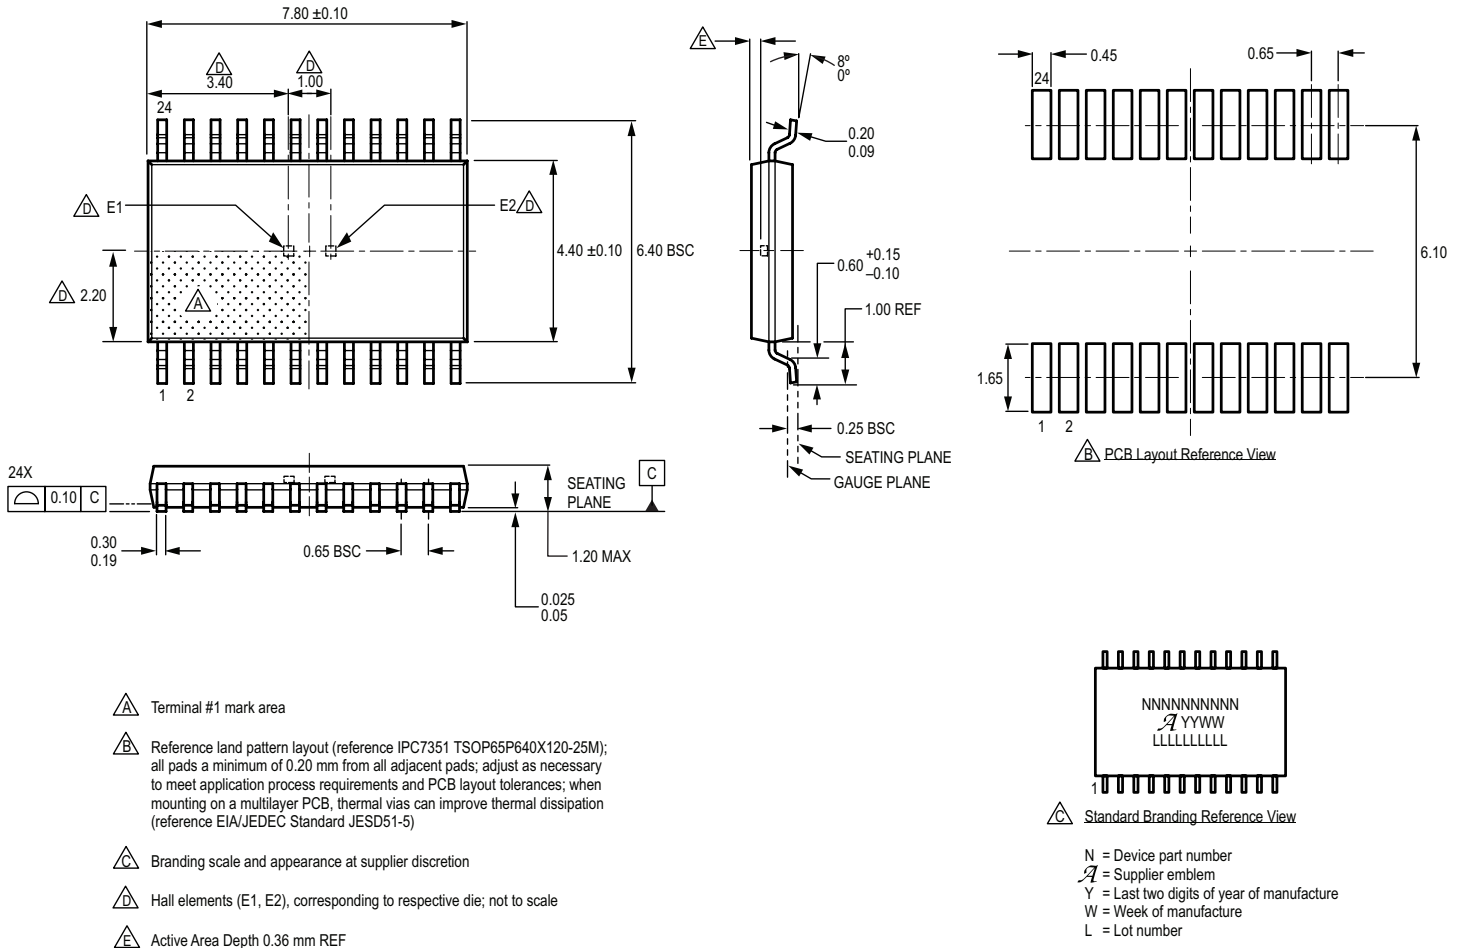 7.80 ±0.10
D
3.40
D
1.00
24
D E1
E2 D
4.40 ±0.10
6.40 BSC
D 2.20
A
1 2
E
8º
0º
0.20
0.09
0.60 +0.15
–0.10
1.00 REF
0.25 BSC
SEATING PLANE
GAUGE PLANE
24
0.45
0.65
6.10
1.65
1 2
B PCB Layout Reference View
24X
0.10 C
SEATING
PLANE
C
0.30
0.19
0.65 BSC
1.20 MAX
0.025
0.05
A Terminal #1 mark area
B Reference land pattern layout (reference IPC7351 TSOP65P640X120-25M);
all pads a minimum of 0.20 mm from all adjacent pads; adjust as necessary
to meet application process requirements and PCB layout tolerances; when
mounting on a multilayer PCB, thermal vias can improve thermal dissipation
(reference EIA/JEDEC Standard JESD51-5)
C Branding scale and appearance at supplier discretion
D Hall elements (E1, E2), corresponding to respective die; not to scale
E Active Area Depth 0.36 mm REF
NNNNNNNNNN
A YYWW
LLLLLLLLLL
1
C Standard Branding Reference View
N = Device part number
A = Supplier emblem
Y = Last two digits of year of manufacture
W = Week of manufacture
L = Lot number